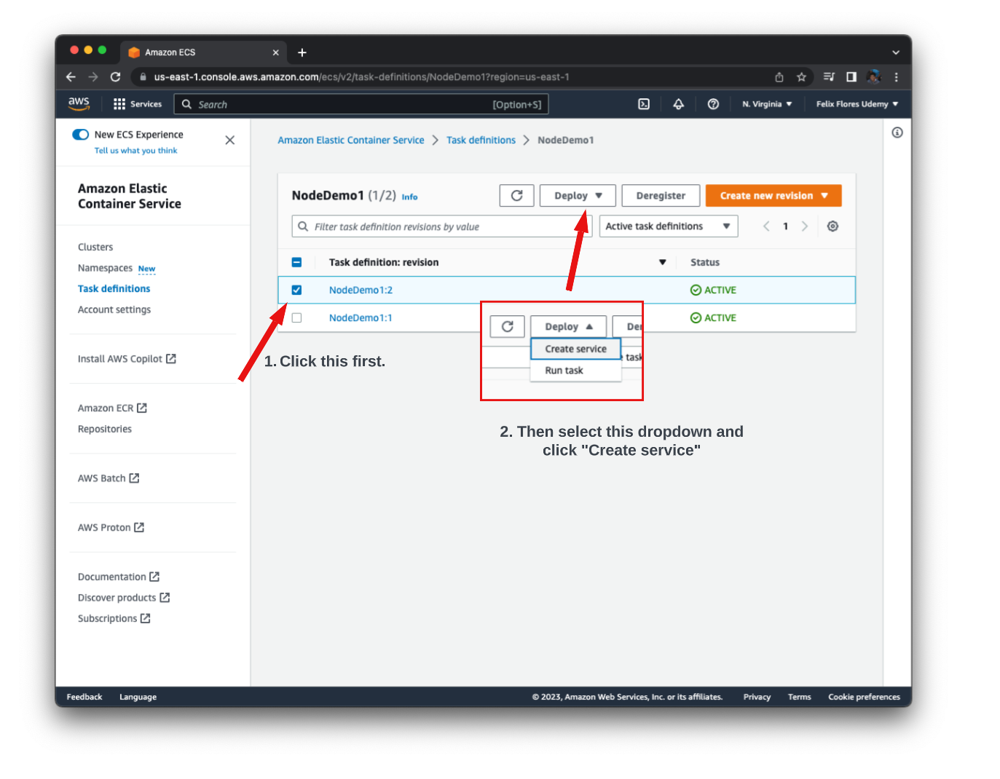 Amazon ECS
us-east-1.console.aws.amazon.com/ecs/v2/task-definitions/NodeDemo1?region=us-east-1
aws
Services
Search
[Option+S]
N. Virginia
Felix Flores Udemy
New ECS Experience
Tell us what you think
Amazon Elastic
Container Service
Clusters
Namespaces New
Task definitions
Account settings
Install AWS Copilot
Amazon ECR
Repositories
AWS Batch
AWS Proton
Documentation
Discover products
Subscriptions
Amazon Elastic Container Service
Task definitions
NodeDemo1
NodeDemo1 (1/2) Info
Deploy
Deregister
Create new revision
Filter task definition revisions by value
Active task definitions
1
Task definition: revision
Status
NodeDemo1:2
ACTIVE
NodeDemo1:1
ACTIVE
Deploy
De
Create service
task
Run task
1. Click this first.
2. Then select this dropdown and
click "Create service"
Feedback
Language
© 2023, Amazon Web Services, Inc. or its affiliates.
Privacy
Terms
Cookie preferences